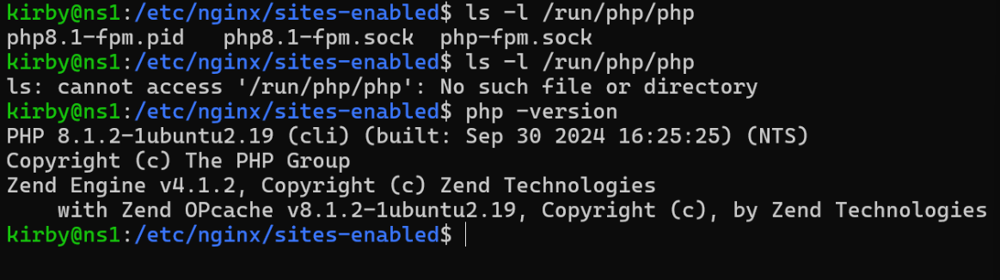 kirby@ns1:/etc/nginx/sites-enabled$ ls -l /run/php/php
php8.1-fpm.pid   php8.1-fpm.sock  php-fpm.sock
kirby@ns1:/etc/nginx/sites-enabled$ ls -l /run/php/php
ls: cannot access '/run/php/php': No such file or directory
kirby@ns1:/etc/nginx/sites-enabled$ php -version
PHP 8.1.2-1ubuntu2.19 (cli) (built: Sep 30 2024 16:25:25) (NTS)
Copyright (c) The PHP Group
Zend Engine v4.1.2, Copyright (c) Zend Technologies
    with Zend OPcache v8.1.2-1ubuntu2.19, Copyright (c), by Zend Technologies
kirby@ns1:/etc/nginx/sites-enabled$